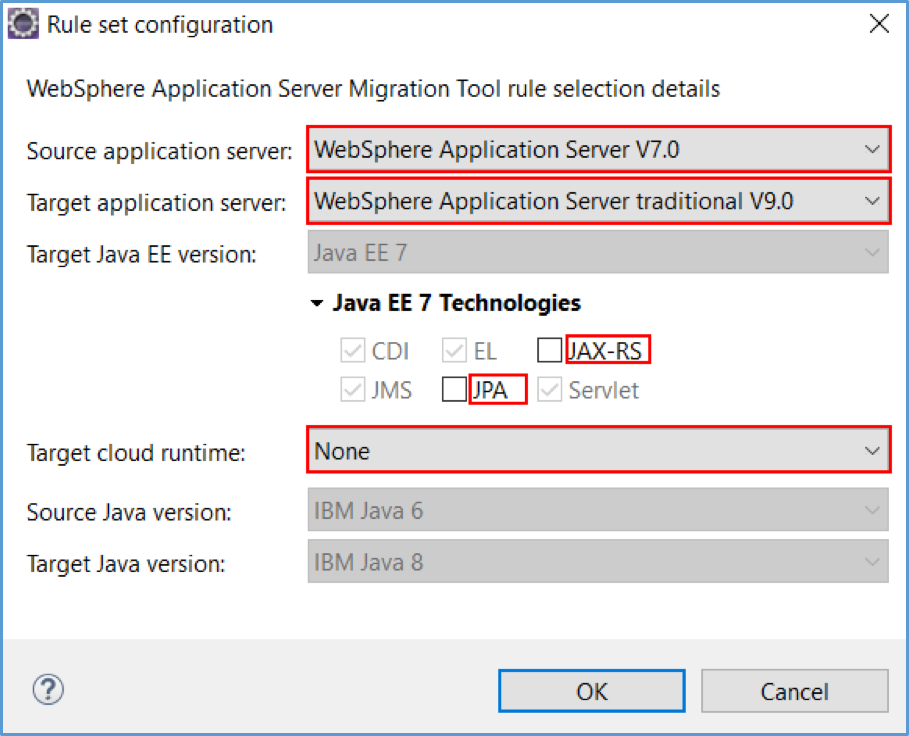 Rule set configuration
WebSphere Application Server Migration Tool rule selection details
Source application server: WebSphere Application Server V7.0
Target application server: WebSphere Application Server traditional V9.0
Target Java EE version: Java EE 7
Java EE 7 Technologies
CDI EL JAX-RS
JMS JPA Servlet
Target cloud runtime: None
Source Java version: IBM Java 6
Target Java version: IBM Java 8
? OK Cancel